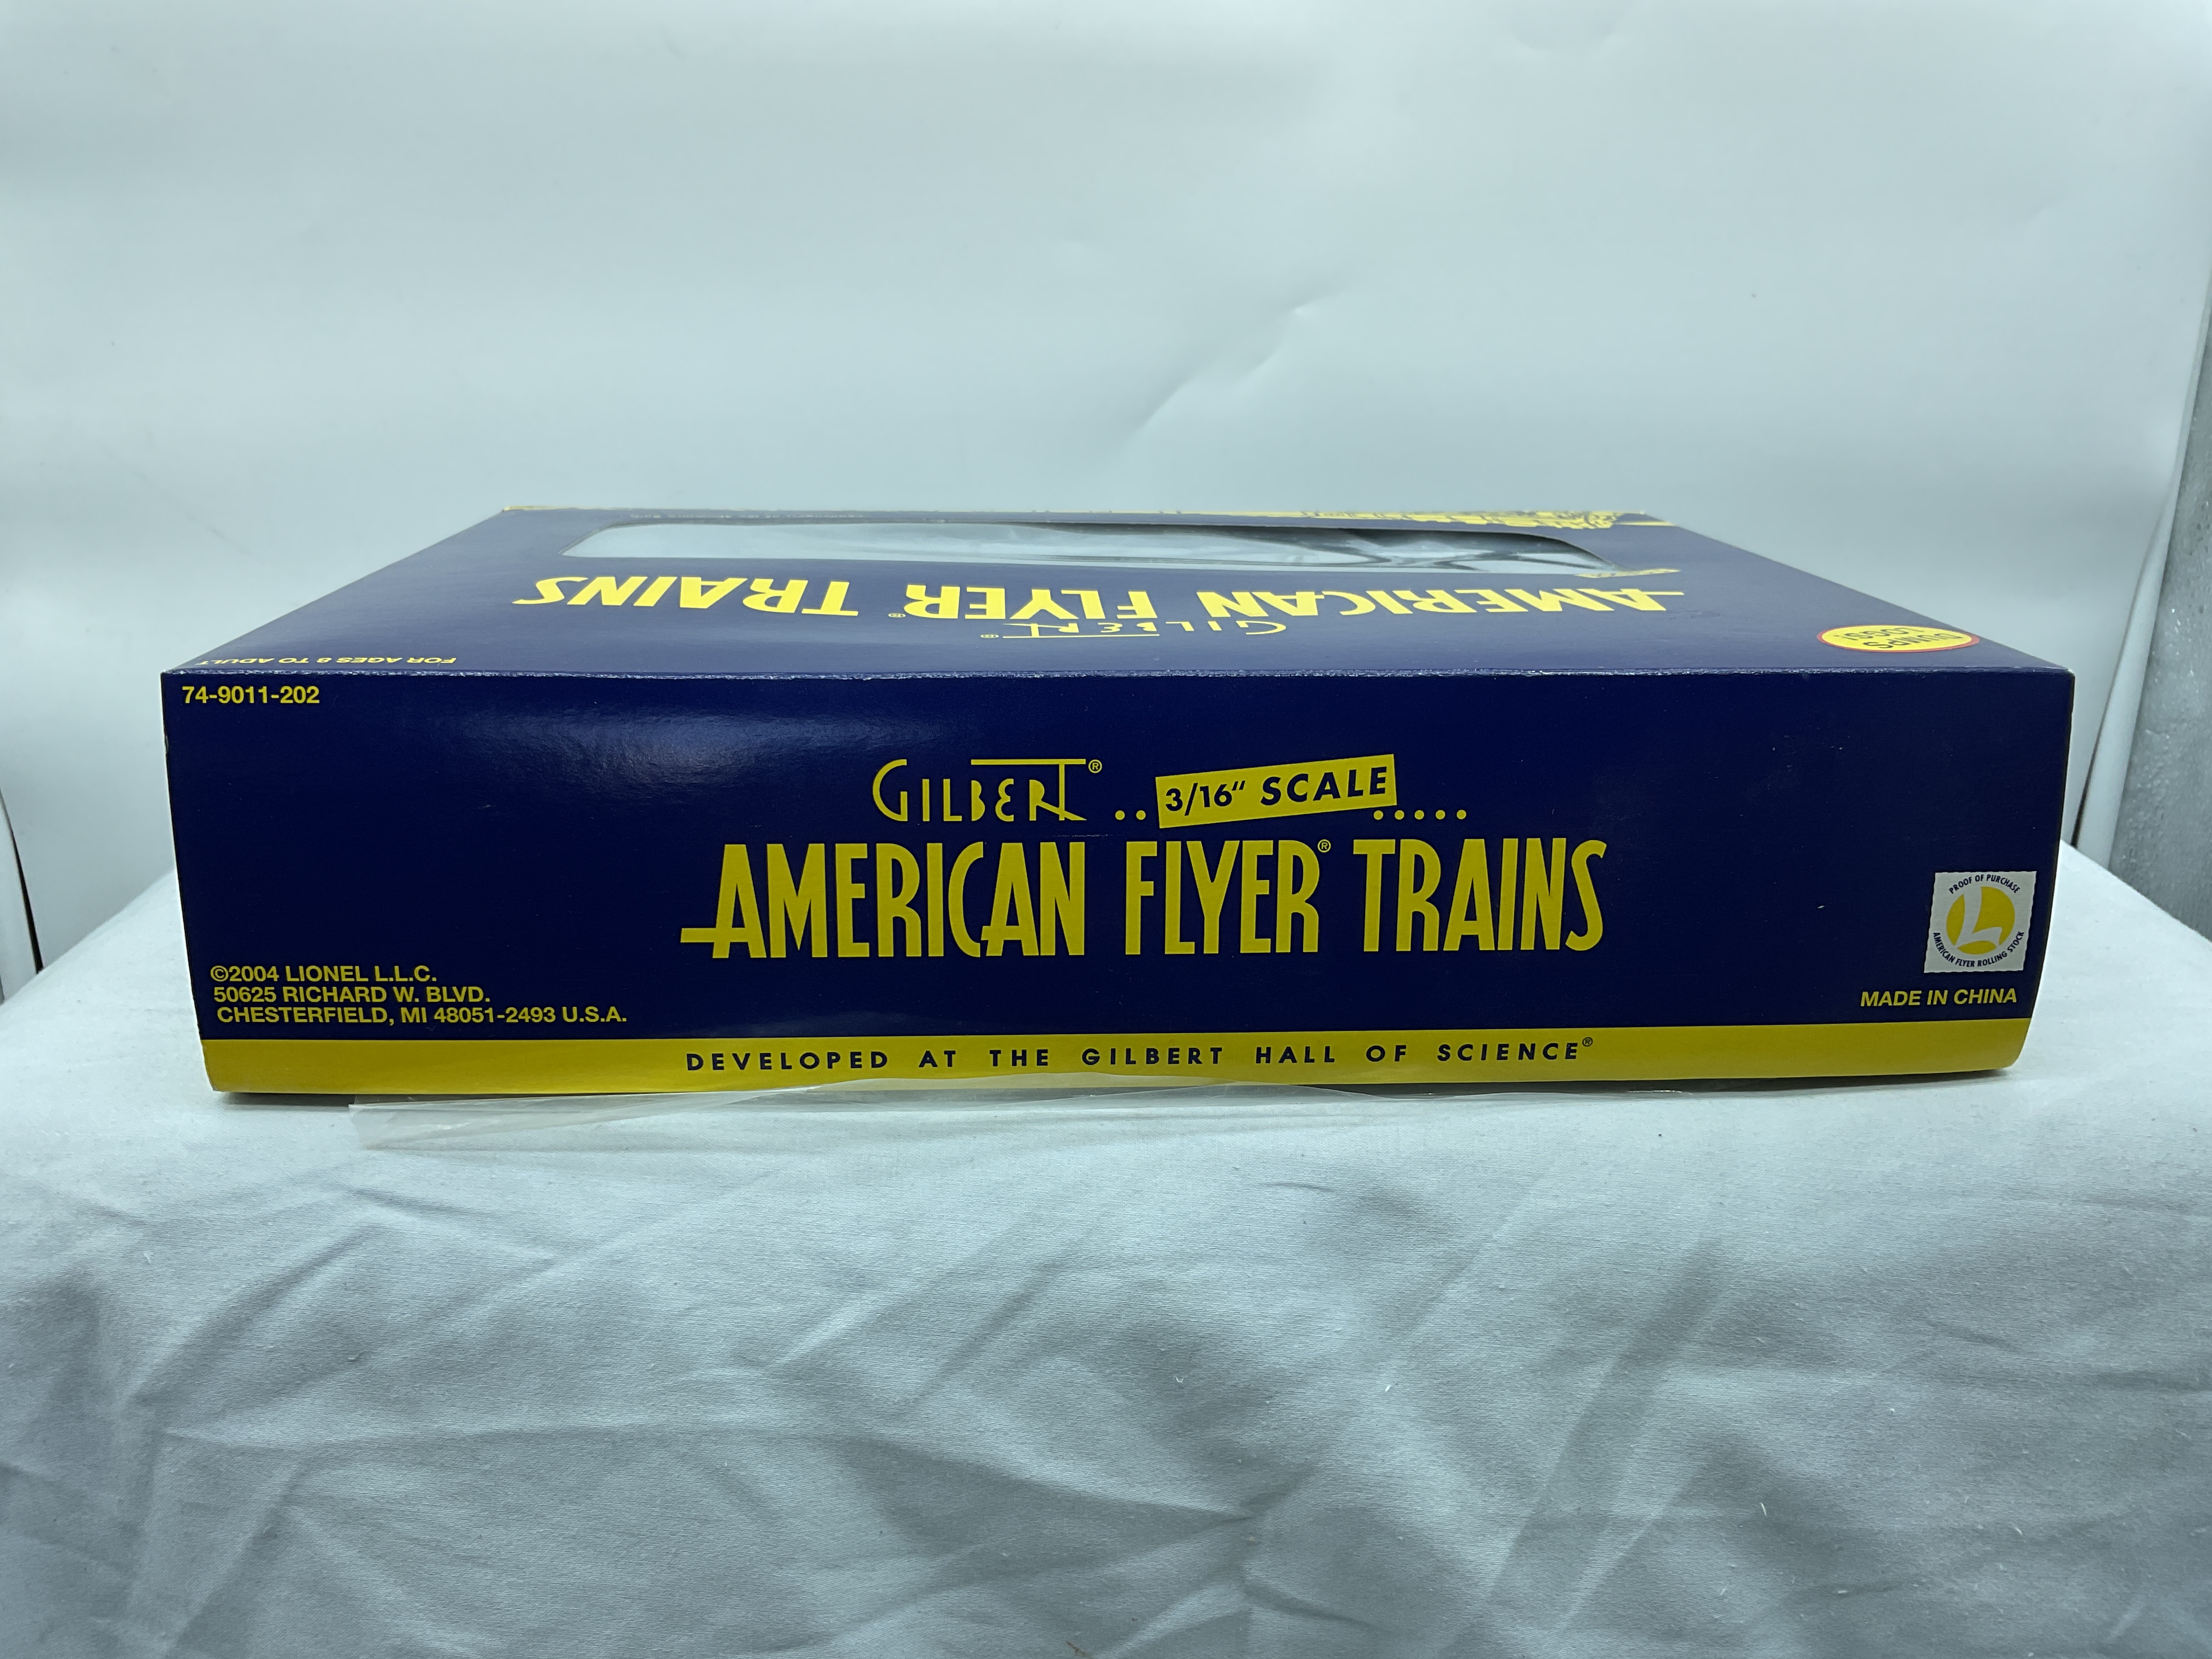 FOR AGES 8 TO ADULT
GILBERT®
AMERICAN FLYER® TRAINS
DUMPS
LOGS!
74-9011-202
GILBERT® .. 3/16“ SCALE .....
AMERICAN FLYER® TRAINS
PROOF OF PURCHASE
L
AMERICAN FLYER ROLLING STOCK
©2004 LIONEL L.L.C.
50625 RICHARD W. BLVD.
CHESTERFIELD, MI 48051-2493 U.S.A.
MADE IN CHINA
DEVELOPED AT THE GILBERT HALL OF SCIENCE®